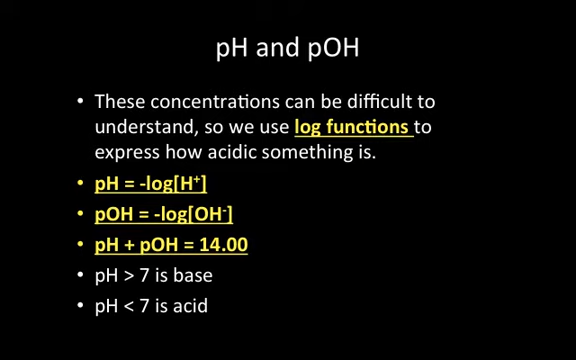 pH and pOH
• These concentrations can be difficult to
understand, so we use log functions to
express how acidic something is.
• pH = -log[H⁺]
• pOH = -log[OH⁻]
• pH + pOH = 14.00
• pH > 7 is base
• pH < 7 is acid